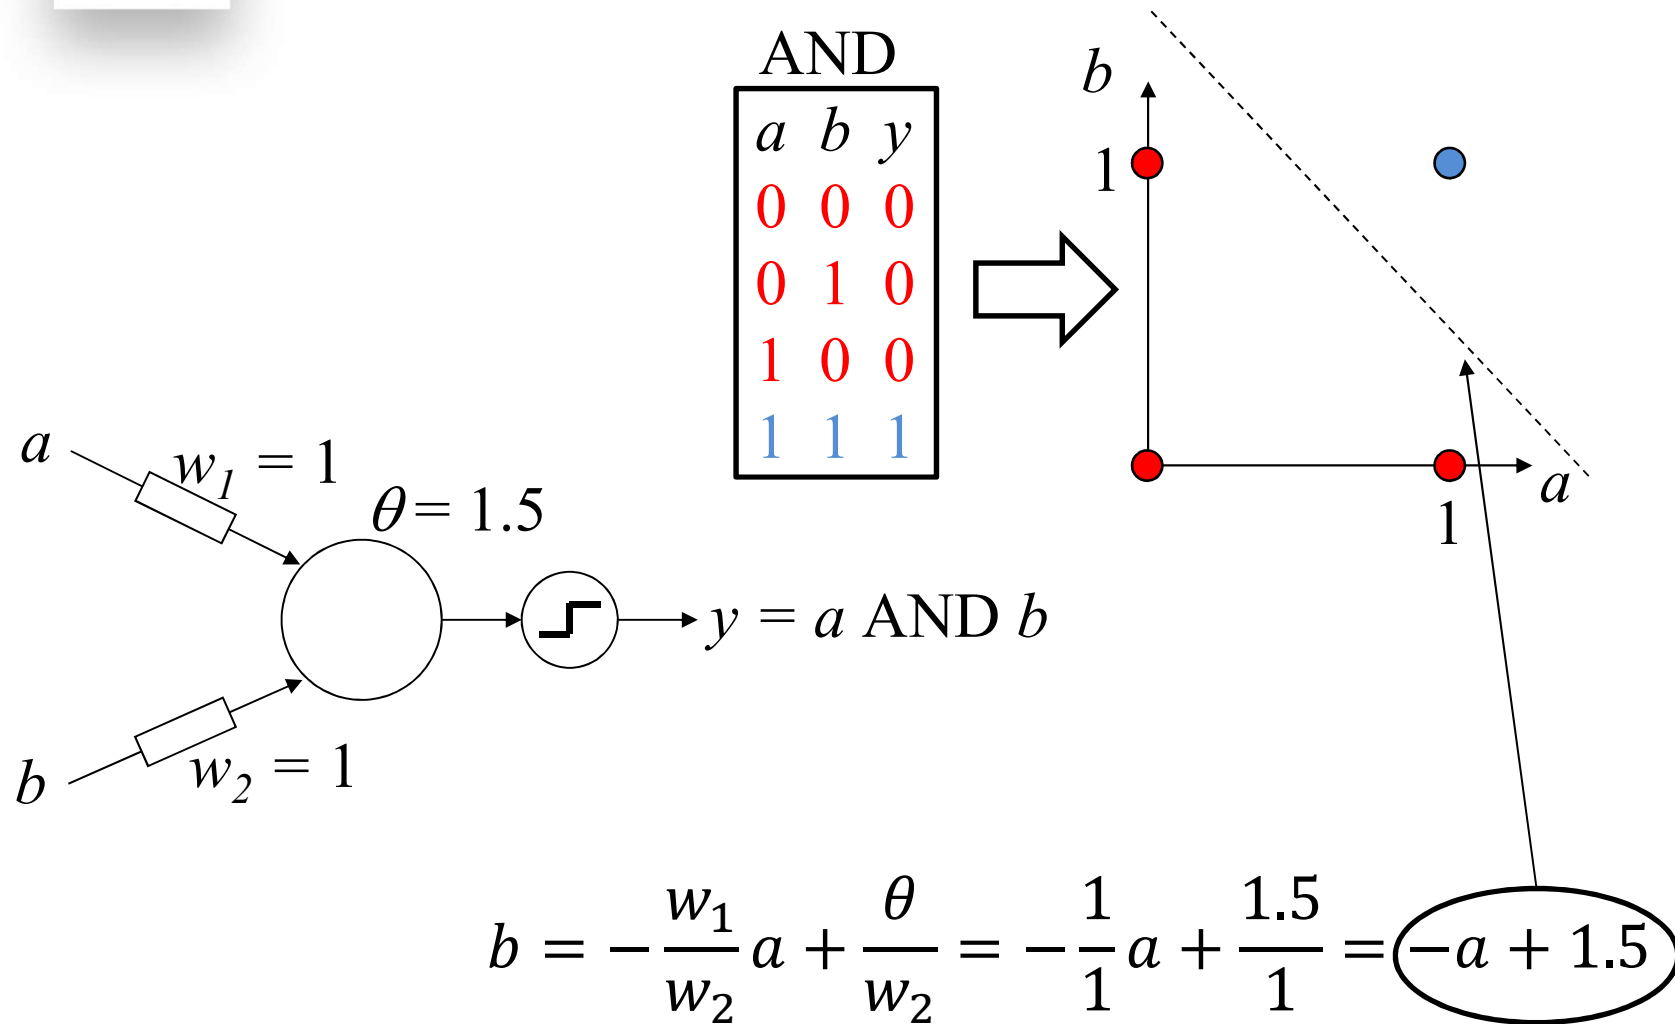 AND
a b y
0 0 0
0 1 0
1 0 0
1 1 1
b
1
a
1
a
w₁ = 1
θ = 1.5
y = a AND b
b
w₂ = 1
b = −w₁/w₂ a + θ/w₂ = −1/1 a + 1.5/1 = −a + 1.5